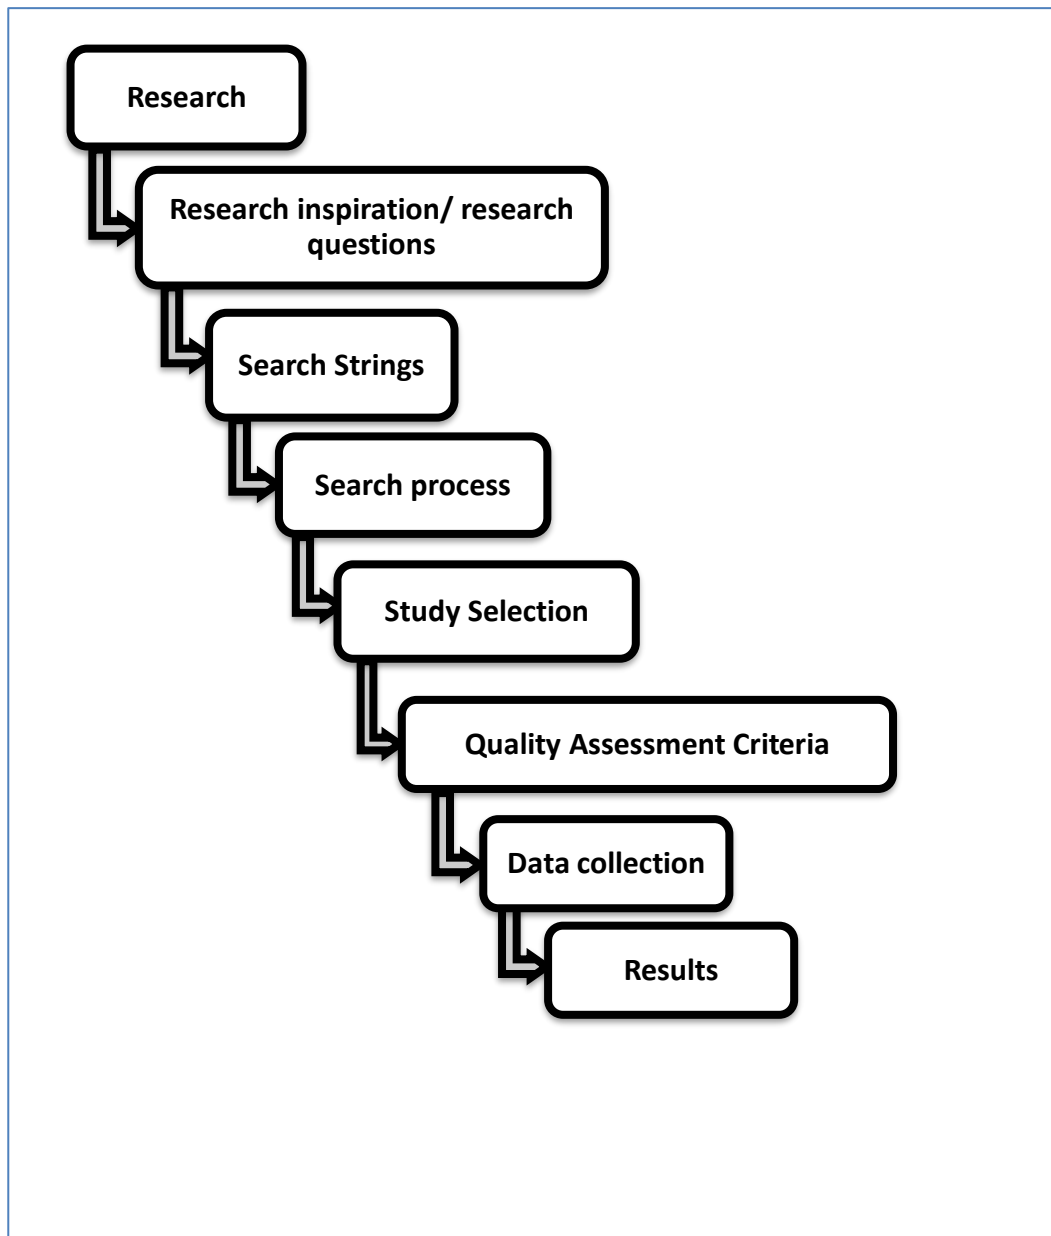 Research
Research inspiration/ research
questions
Search Strings
Search process
Study Selection
Quality Assessment Criteria
Data collection
Results